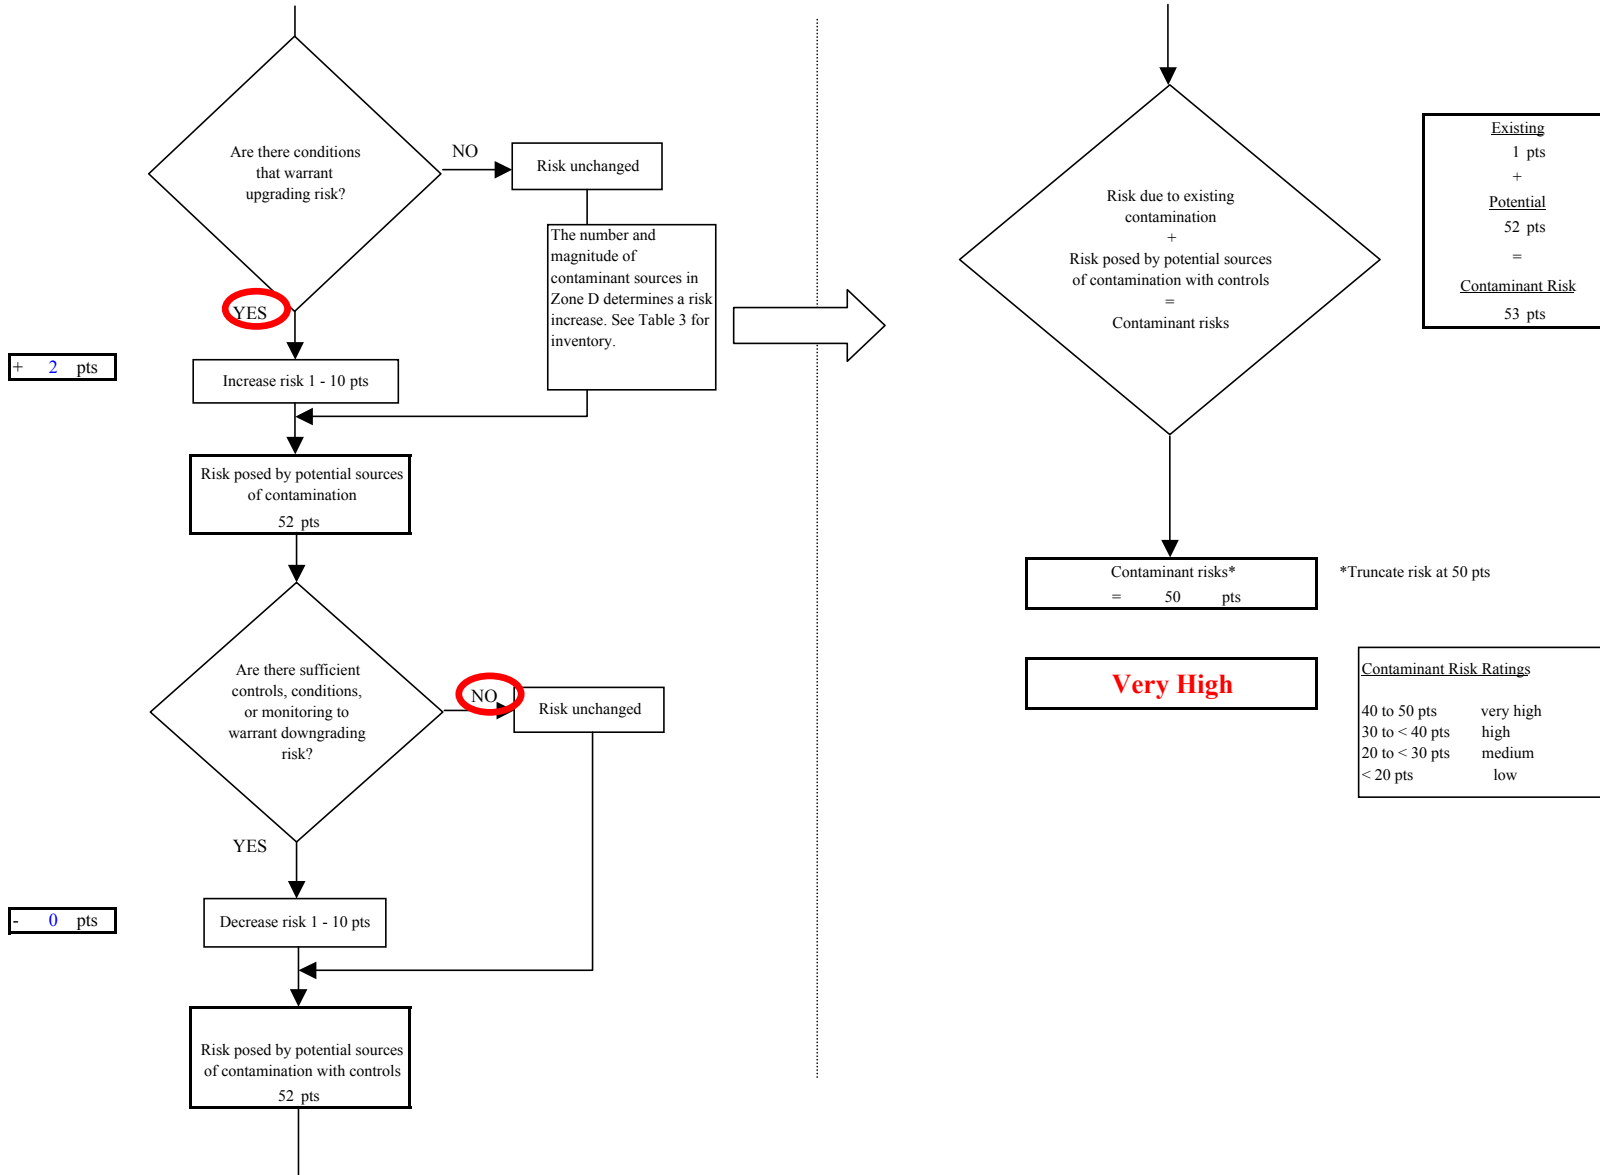 Are there conditions
that warrant
upgrading risk?
NO
Risk unchanged
The number and
magnitude of
contaminant sources in
Zone D determines a risk
increase. See Table 3 for
inventory.
YES
+ 2 pts
Increase risk 1 - 10 pts
Risk posed by potential sources
of contamination
52 pts
Are there sufficient
controls, conditions,
or monitoring to
warrant downgrading
risk?
NO
Risk unchanged
YES
- 0 pts
Decrease risk 1 - 10 pts
Risk posed by potential sources
of contamination with controls
52 pts
Risk due to existing
contamination
+
Risk posed by potential sources
of contamination with controls
=
Contaminant risks
Existing
1 pts
+
Potential
52 pts
=
Contaminant Risk
53 pts
Contaminant risks*
= 50 pts
*Truncate risk at 50 pts
Very High
Contaminant Risk Ratings
40 to 50 pts very high
30 to < 40 pts high
20 to < 30 pts medium
< 20 pts low